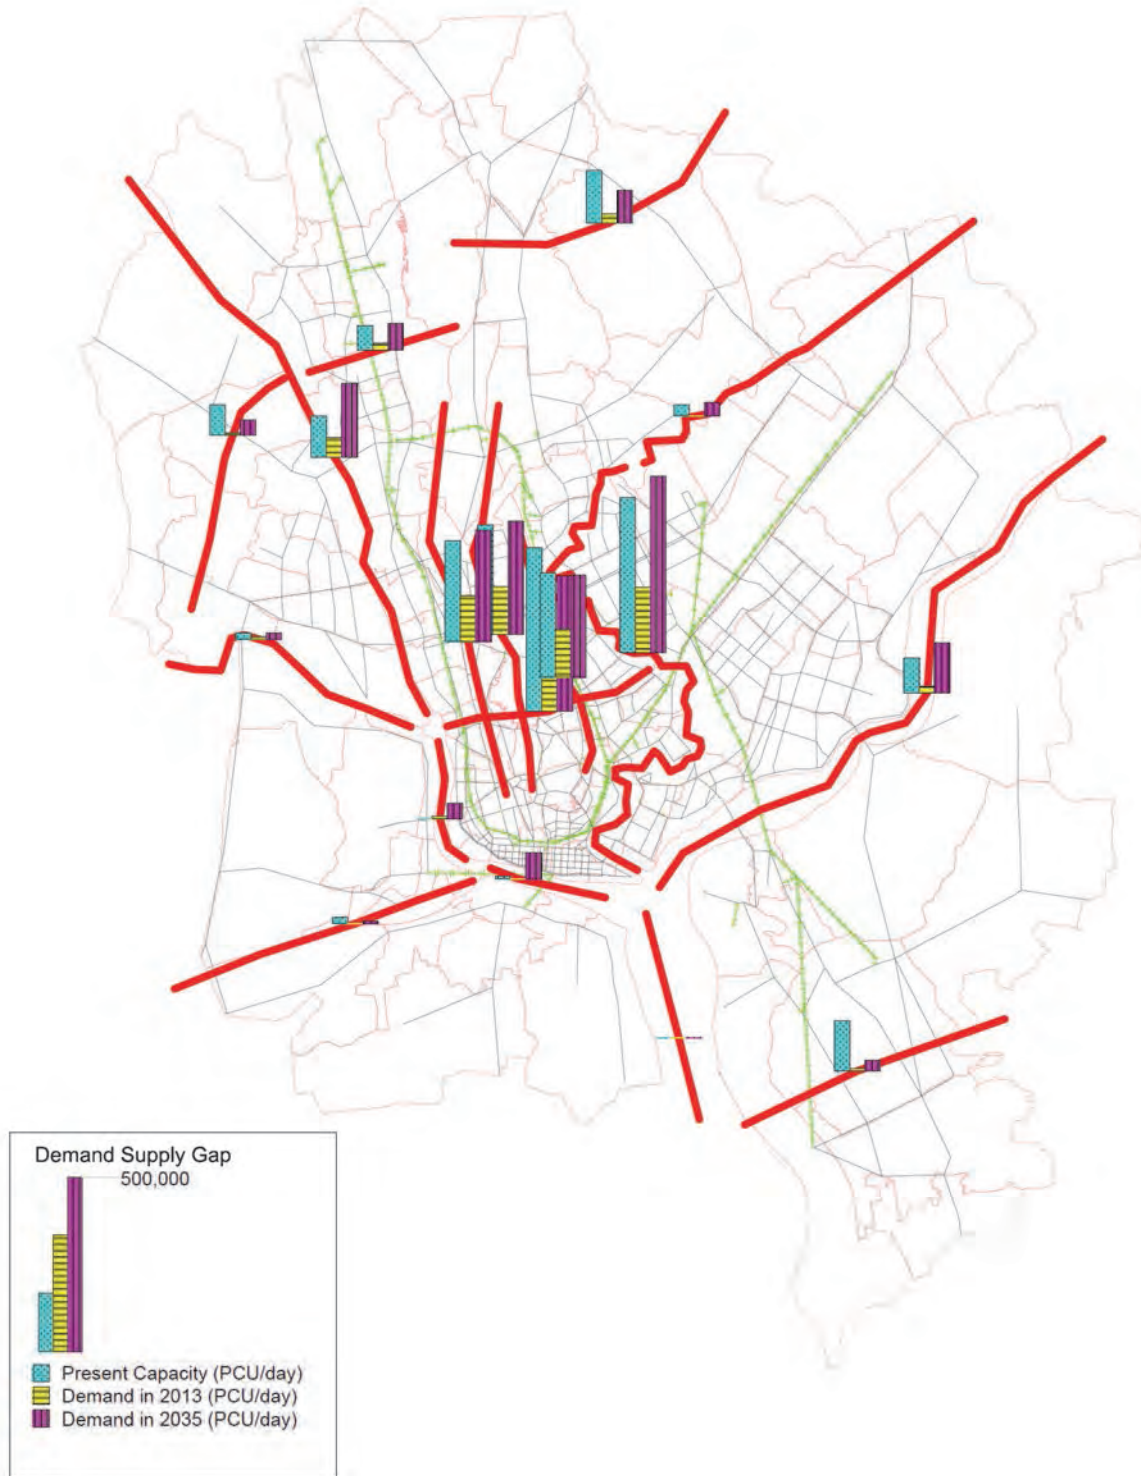 Demand Supply Gap
500,000
Present Capacity (PCU/day)
Demand in 2013 (PCU/day)
Demand in 2035 (PCU/day)